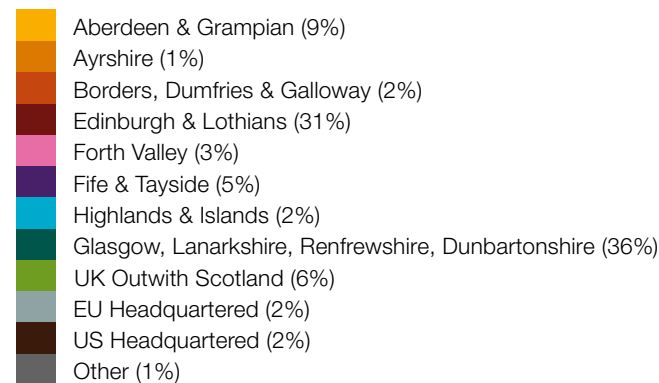 Aberdeen & Grampian (9%)
Ayrshire (1%)
Borders, Dumfries & Galloway (2%)
Edinburgh & Lothians (31%)
Forth Valley (3%)
Fife & Tayside (5%)
Highlands & Islands (2%)
Glasgow, Lanarkshire, Renfrewshire, Dunbartonshire (36%)
UK Outwith Scotland (6%)
EU Headquartered (2%)
US Headquartered (2%)
Other (1%)